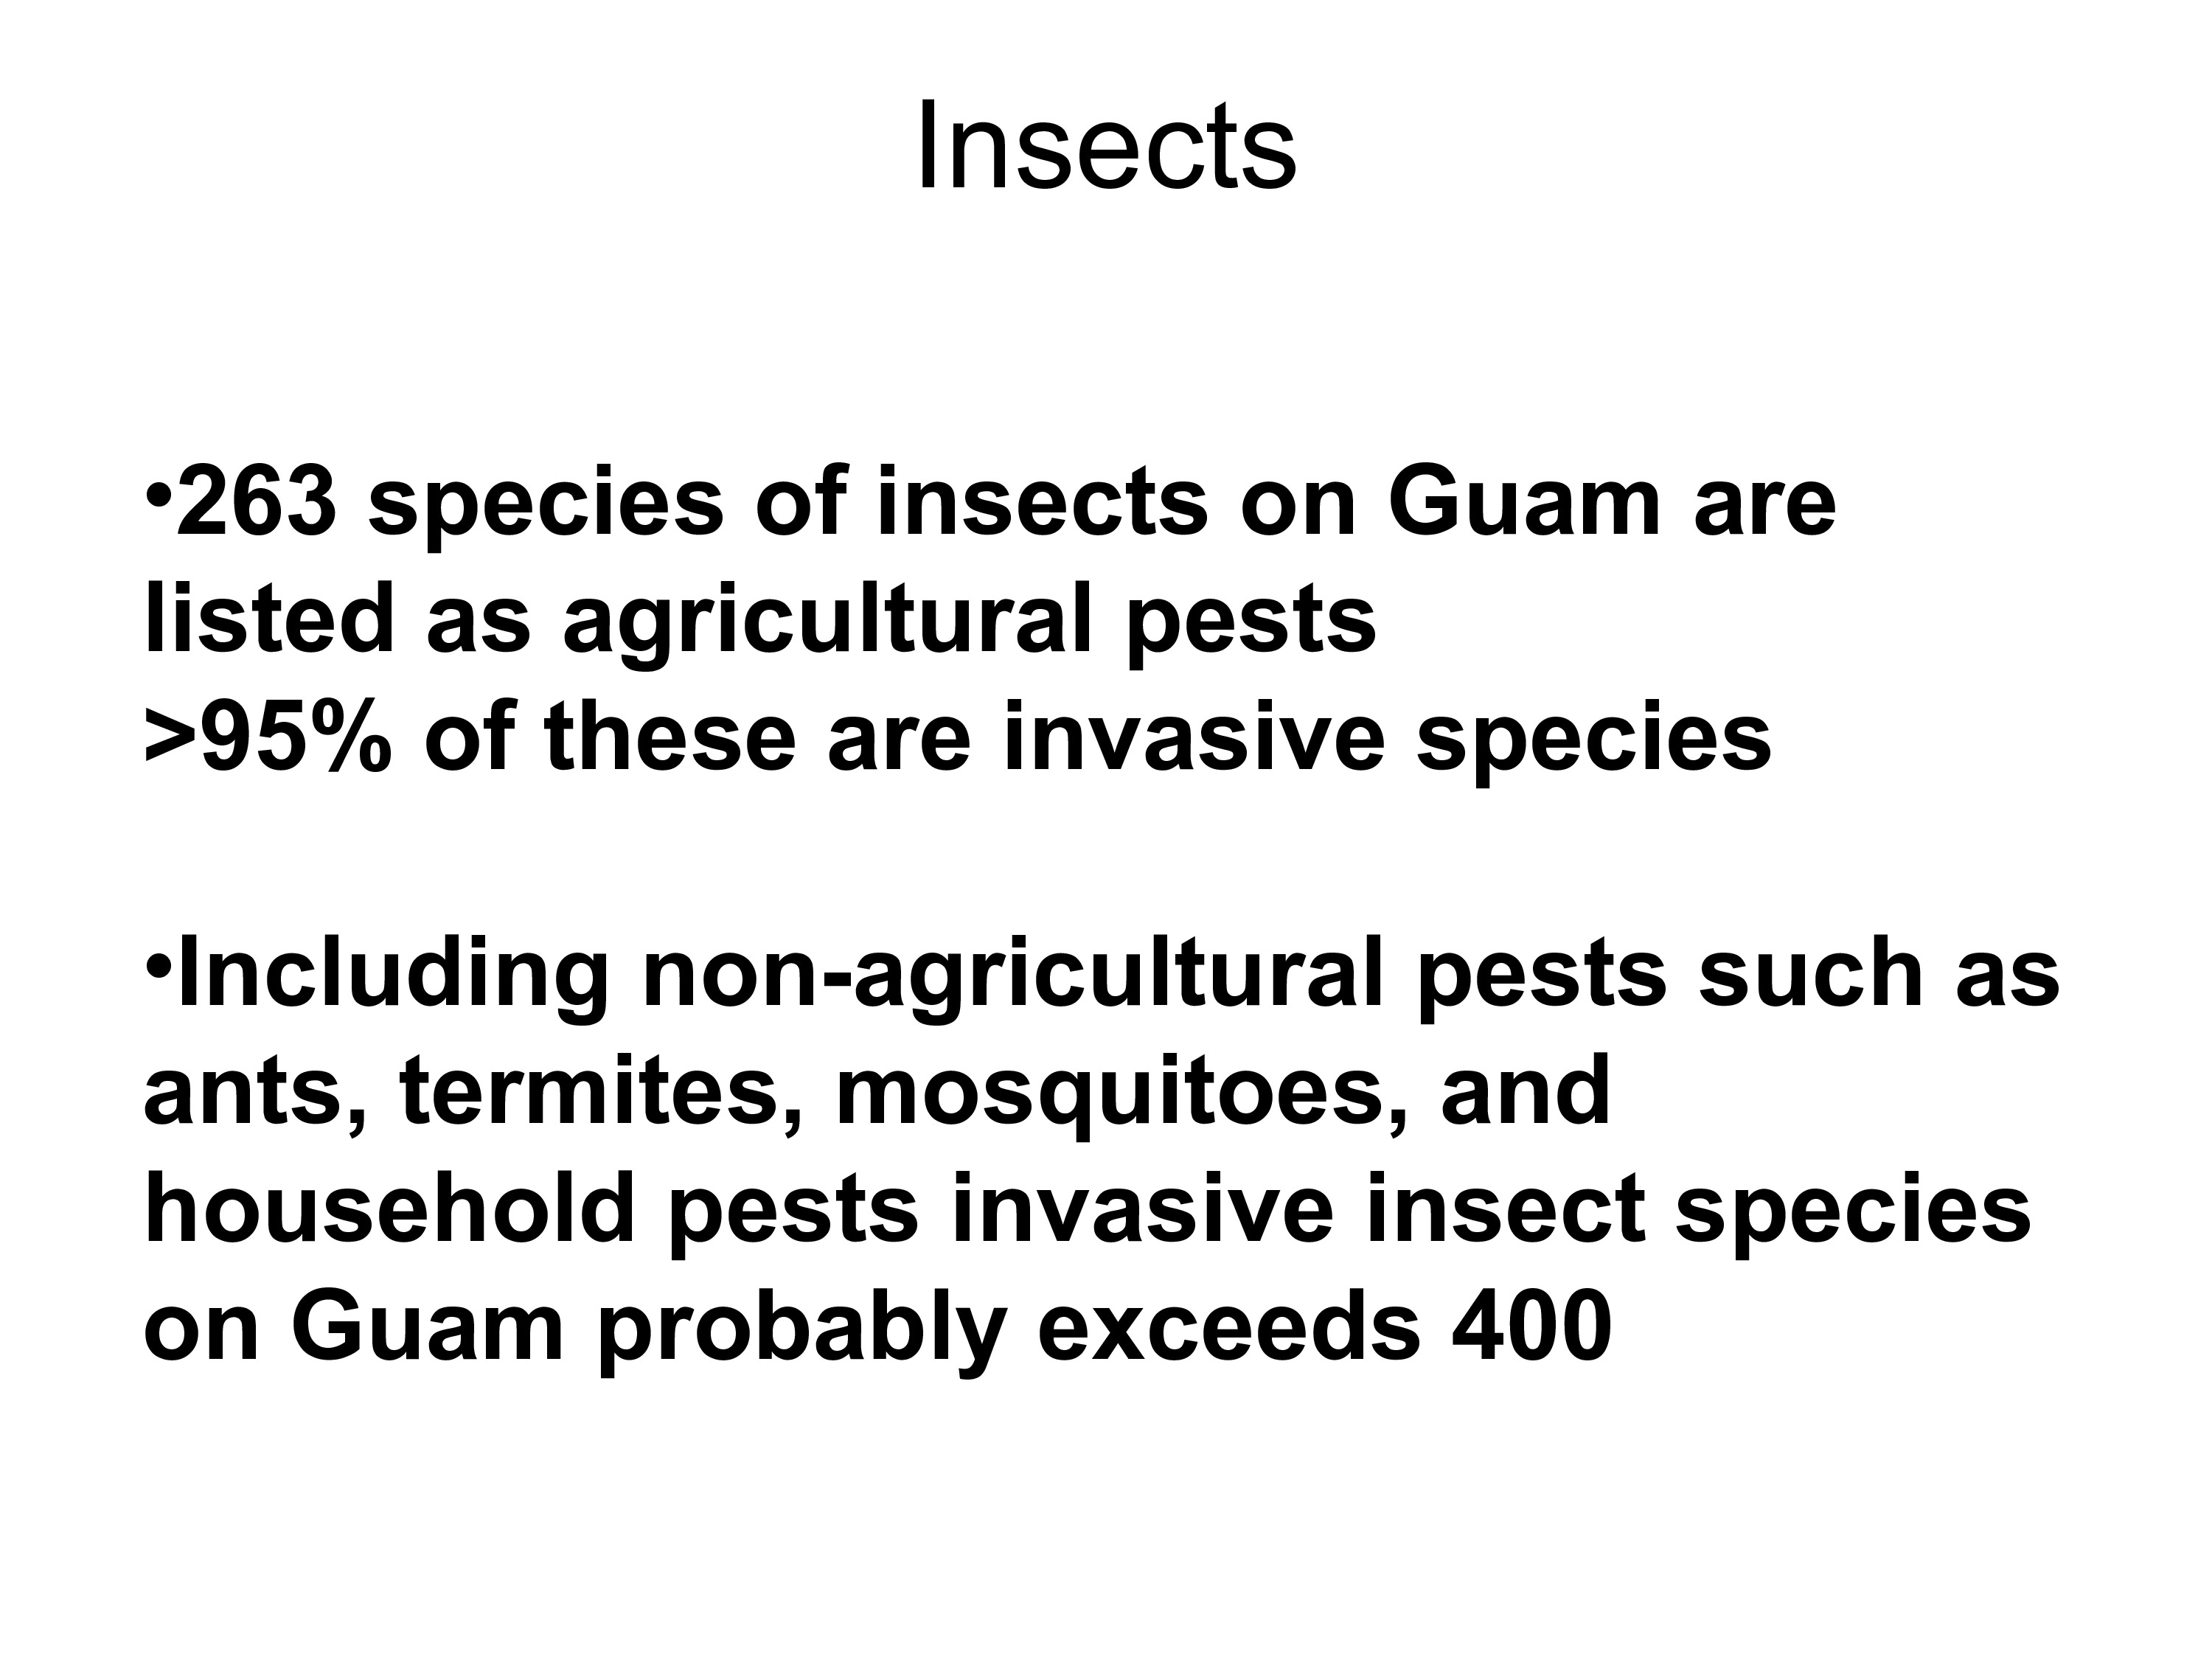 Insects
•263 species of insects on Guam are
listed as agricultural pests
>95% of these are invasive species
•Including non-agricultural pests such as
ants, termites, mosquitoes, and
household pests invasive insect species
on Guam probably exceeds 400